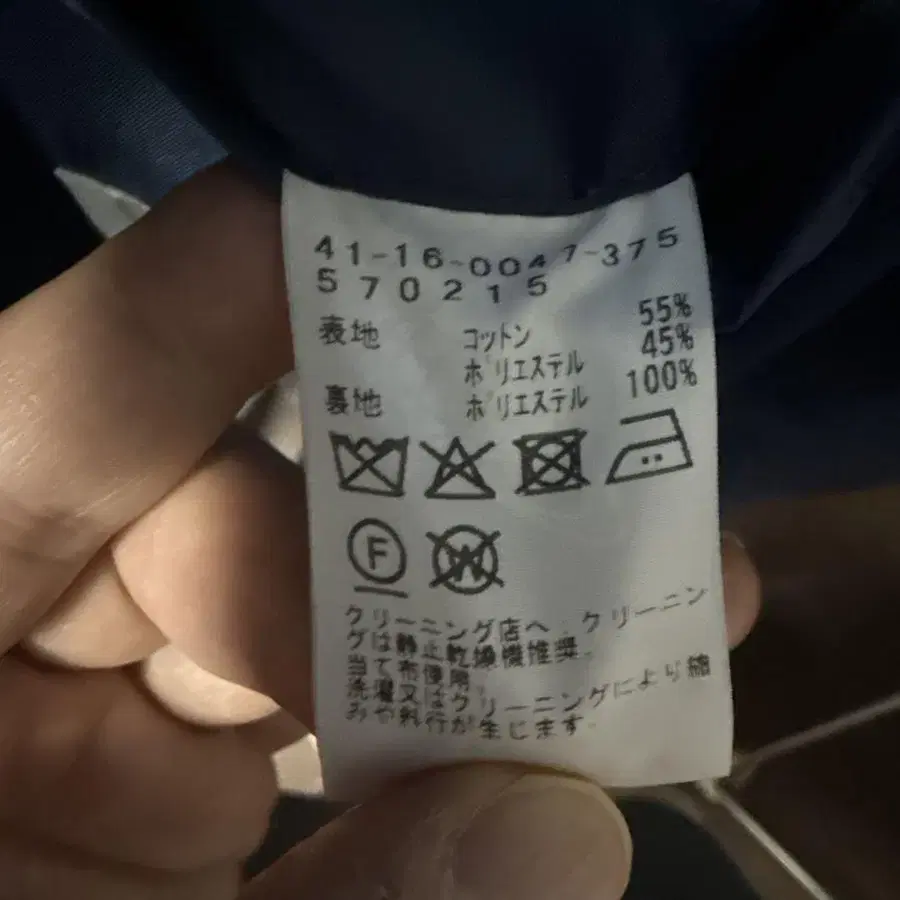 41-16-0047-375
570215
表地 コットン 55%
ポリエステル 45%
裏地 ポリエステル 100%
F W
クリーニング店へ。クリーニン
グは静止乾燥機推奨。
当て布使用。
洗濯又はクリーニングにより縮
みや斜行が生じます。